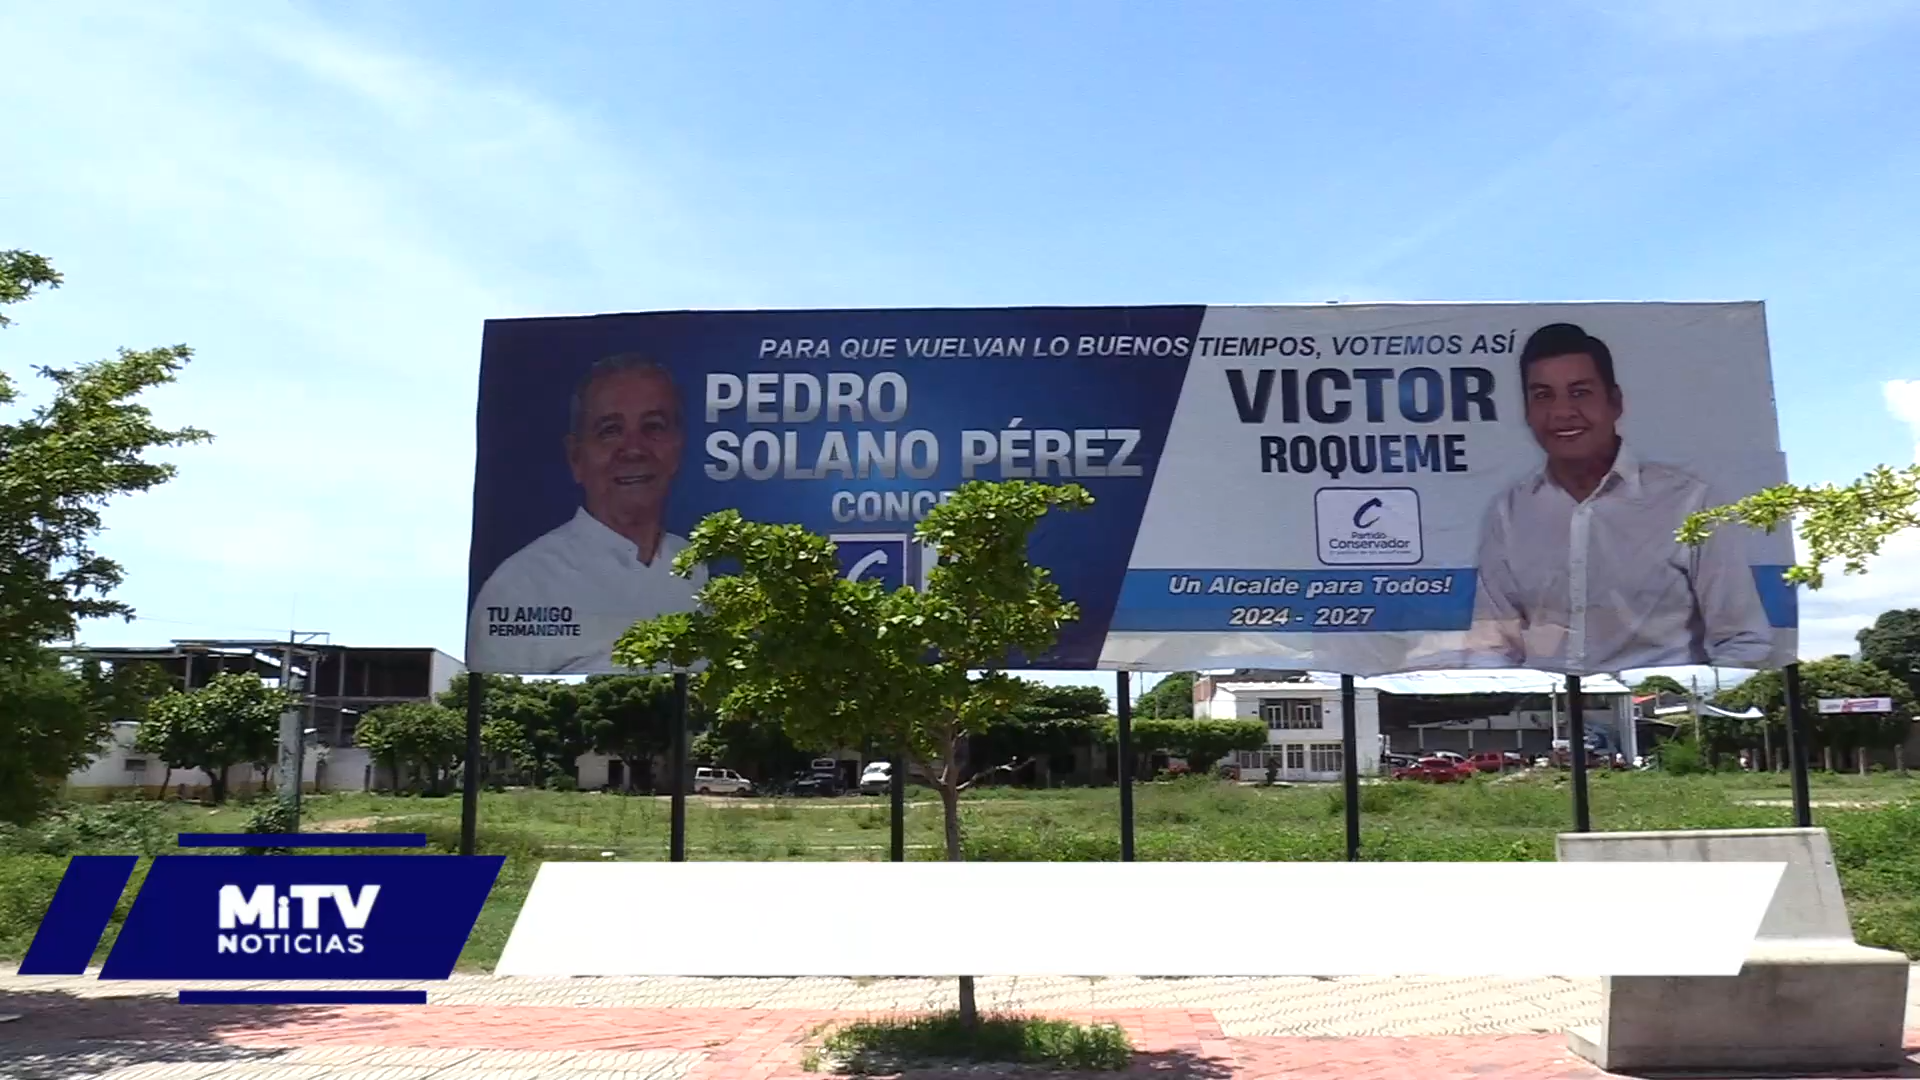 PARA QUE VUELVAN LO BUENOS TIEMPOS, VOTEMOS ASÍ
PEDRO
SOLANO PÉREZ
TU AMIGO
PERMANENTE
VICTOR
ROQUEME
C
Partido
Conservador
Un Alcalde para Todos!
2024 - 2027
MiTV
NOTICIAS